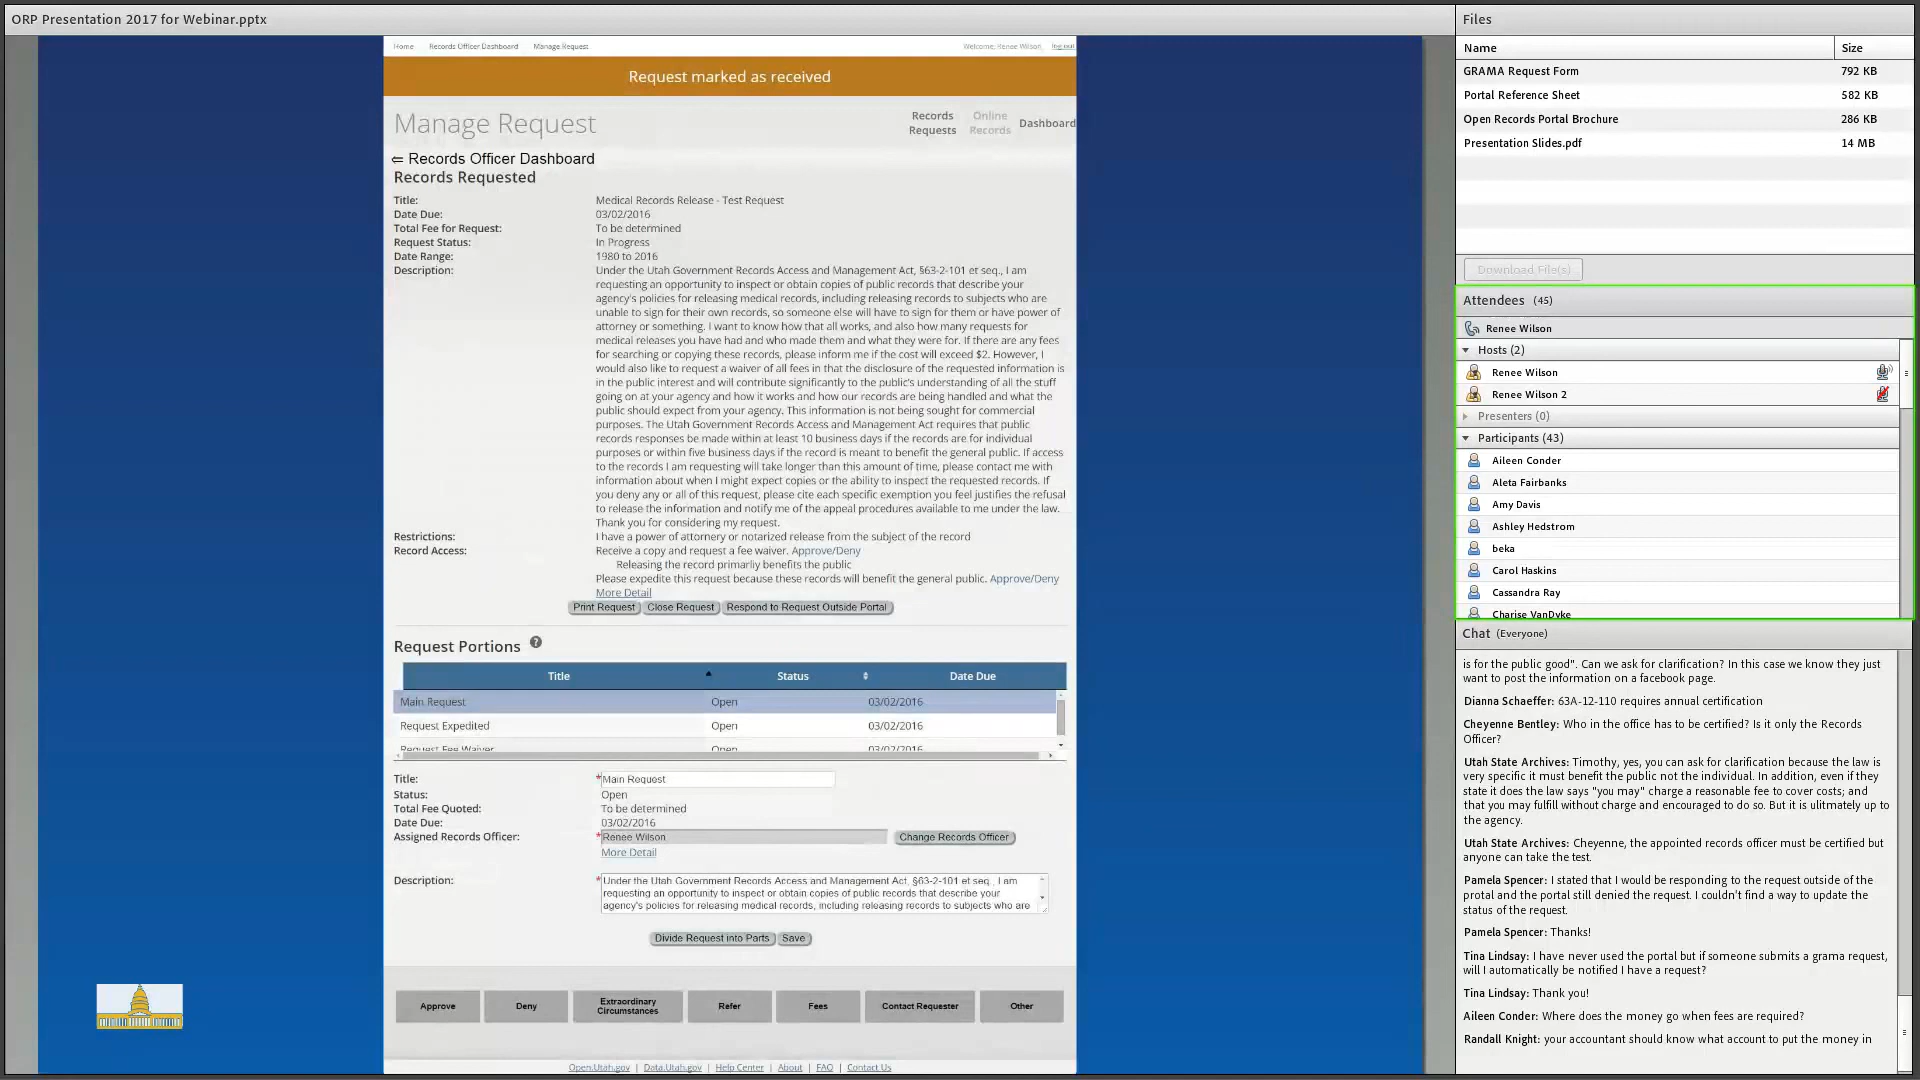 ORP Presentation 2017 for Webinar.pptx
Home Records Officer Dashboard Manage Request Welcome, Renee Wilson log out
Request marked as received
Manage Request
Records Requests
Online Records
Dashboard
⇐ Records Officer Dashboard
Records Requested
Title: Medical Records Release - Test Request
Date Due: 03/02/2016
Total Fee for Request: To be determined
Request Status: In Progress
Date Range: 1980 to 2016
Description: Under the Utah Government Records Access and Management Act, §63-2-101 et seq., I am
requesting an opportunity to inspect or obtain copies of public records that describe your
agency's policies for releasing medical records, including releasing records to subjects who are
unable to sign for their own records, so someone else will have to sign for them or have power of
attorney or something. I want to know how that all works, and also how many requests for
medical releases you have had and who made them and what they were for. If there are any fees
for searching or copying these records, please inform me if the cost will exceed $2. However, I
would also like to request a waiver of all fees in that the disclosure of the requested information is
in the public interest and will contribute significantly to the public's understanding of all the stuff
going on at your agency and how it works and how our records are being handled and what the
public should expect from your agency. This information is not being sought for commercial
purposes. The Utah Government Records Access and Management Act requires that public
records responses be made within at least 10 business days if the records are for individual
purposes or within five business days if the record is meant to benefit the general public. If access
to the records I am requesting will take longer than this amount of time, please contact me with
information about when I might expect copies or the ability to inspect the requested records. If
you deny any or all of this request, please cite each specific exemption you feel justifies the refusal
to release the information and notify me of the appeal procedures available to me under the law.
Thank you for considering my request.
Restrictions: I have a power of attorney or notarized release from the subject of the record
Record Access: Receive a copy and request a fee waiver. Approve/Deny
Releasing the record primarily benefits the public
Please expedite this request because these records will benefit the general public. Approve/Deny
More Detail
Print Request Close Request Respond to Request Outside Portal
Request Portions ?
Title Status Date Due
Main Request Open 03/02/2016
Request Expedited Open 03/02/2016
Request Fee Waiver Open 03/02/2016
Title: *Main Request
Status: Open
Total Fee Quoted: To be determined
Date Due: 03/02/2016
Assigned Records Officer: *Renee Wilson Change Records Officer
More Detail
Description: *Under the Utah Government Records Access and Management Act, §63-2-101 et seq., I am
requesting an opportunity to inspect or obtain copies of public records that describe your
agency's policies for releasing medical records, including releasing records to subjects who are
Divide Request into Parts Save
Approve Deny Extraordinary Circumstances Refer Fees Contact Requester Other
Open.Utah.gov | Data.Utah.gov | Help Center | About | FAQ | Contact Us
Files
Name Size
GRAMA Request Form 792 KB
Portal Reference Sheet 582 KB
Open Records Portal Brochure 286 KB
Presentation Slides.pdf 14 MB
Download File(s)
Attendees (45)
Renee Wilson
Hosts (2)
Renee Wilson
Renee Wilson 2
Presenters (0)
Participants (43)
Aileen Conder
Aleta Fairbanks
Amy Davis
Ashley Hedstrom
beka
Carol Haskins
Cassandra Ray
Charise VanDyke
Chat (Everyone)
is for the public good". Can we ask for clarification? In this case we know they just
want to post the information on a facebook page.
Dianna Schaeffer: 63A-12-110 requires annual certification
Cheyenne Bentley: Who in the office has to be certified? Is it only the Records
Officer?
Utah State Archives: Timothy, yes, you can ask for clarification because the law is
very specific it must benefit the public not the individual. In addition, even if they
state it does the law says "you may" charge a reasonable fee to cover costs; and
that you may fulfill without charge and encouraged to do so. But it is ulitmately up to
the agency.
Utah State Archives: Cheyenne, the appointed records officer must be certified but
anyone can take the test.
Pamela Spencer: I stated that I would be responding to the request outside of the
protal and the portal still denied the request. I couldn't find a way to update the
status of the request.
Pamela Spencer: Thanks!
Tina Lindsay: I have never used the portal but if someone submits a grama request,
will I automatically be notified I have a request?
Tina Lindsay: Thank you!
Aileen Conder: Where does the money go when fees are required?
Randall Knight: your accountant should know what account to put the money in